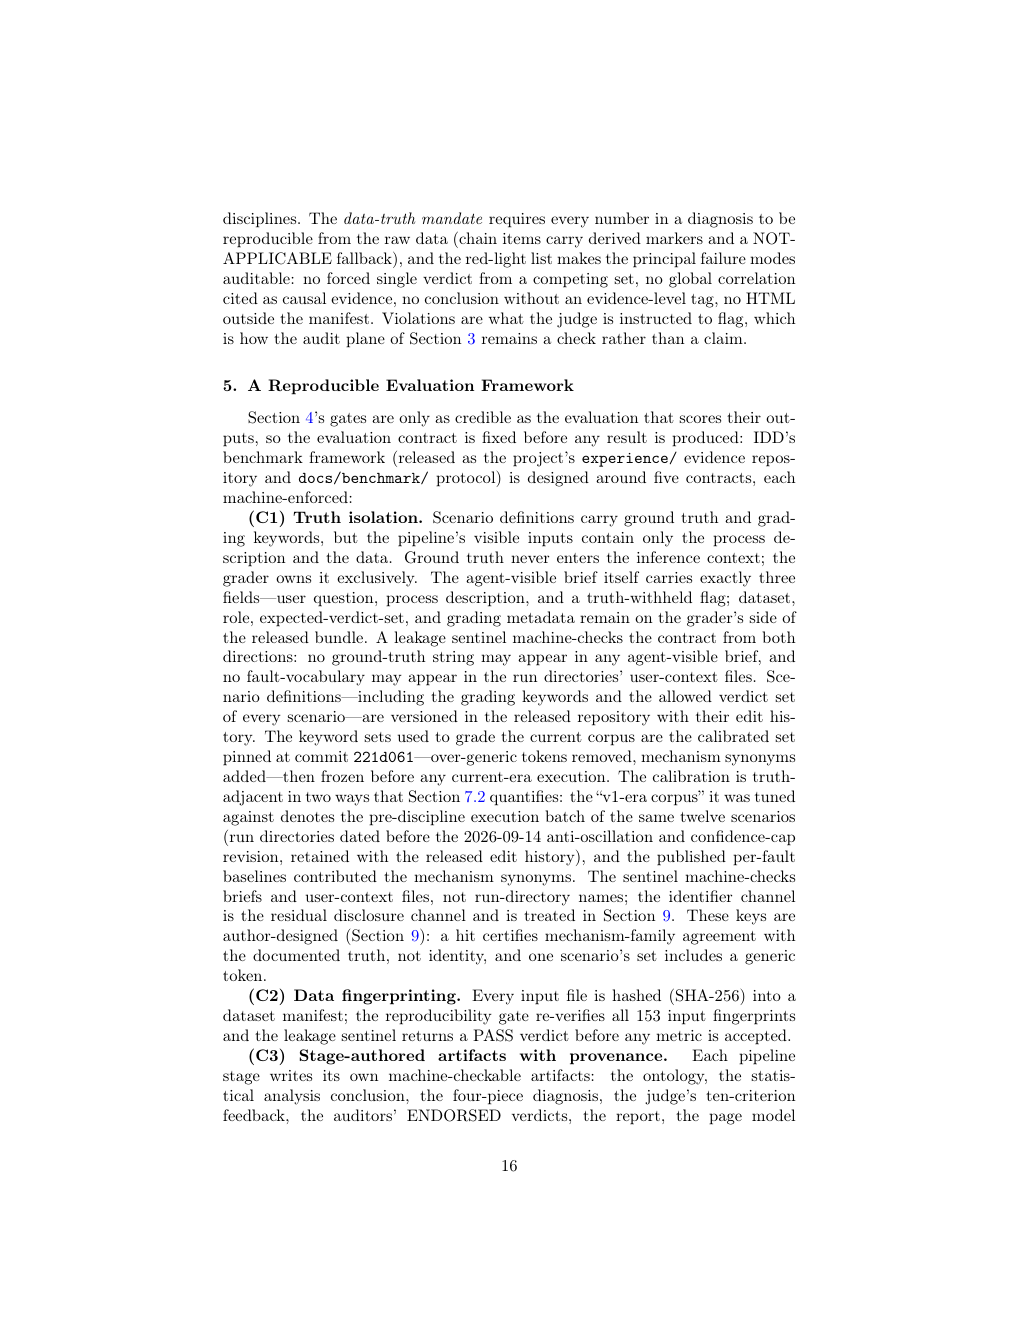 disciplines. The data-truth mandate requires every number in a diagnosis to be
reproducible from the raw data (chain items carry derived markers and a NOT-
APPLICABLE fallback), and the red-light list makes the principal failure modes
auditable: no forced single verdict from a competing set, no global correlation
cited as causal evidence, no conclusion without an evidence-level tag, no HTML
outside the manifest. Violations are what the judge is instructed to flag, which
is how the audit plane of Section 3 remains a check rather than a claim.
5. A Reproducible Evaluation Framework
Section 4's gates are only as credible as the evaluation that scores their out-
puts, so the evaluation contract is fixed before any result is produced: IDD's
benchmark framework (released as the project's experience/ evidence repos-
itory and docs/benchmark/ protocol) is designed around five contracts, each
machine-enforced:
(C1) Truth isolation. Scenario definitions carry ground truth and grad-
ing keywords, but the pipeline's visible inputs contain only the process de-
scription and the data. Ground truth never enters the inference context; the
grader owns it exclusively. The agent-visible brief itself carries exactly three
fields—user question, process description, and a truth-withheld flag; dataset,
role, expected-verdict-set, and grading metadata remain on the grader's side of
the released bundle. A leakage sentinel machine-checks the contract from both
directions: no ground-truth string may appear in any agent-visible brief, and
no fault-vocabulary may appear in the run directories' user-context files. Sce-
nario definitions—including the grading keywords and the allowed verdict set
of every scenario—are versioned in the released repository with their edit his-
tory. The keyword sets used to grade the current corpus are the calibrated set
pinned at commit 221d061—over-generic tokens removed, mechanism synonyms
added—then frozen before any current-era execution. The calibration is truth-
adjacent in two ways that Section 7.2 quantifies: the “v1-era corpus” it was tuned
against denotes the pre-discipline execution batch of the same twelve scenarios
(run directories dated before the 2026-09-14 anti-oscillation and confidence-cap
revision, retained with the released edit history), and the published per-fault
baselines contributed the mechanism synonyms. The sentinel machine-checks
briefs and user-context files, not run-directory names; the identifier channel
is the residual disclosure channel and is treated in Section 9. These keys are
author-designed (Section 9): a hit certifies mechanism-family agreement with
the documented truth, not identity, and one scenario's set includes a generic
token.
(C2) Data fingerprinting. Every input file is hashed (SHA-256) into a
dataset manifest; the reproducibility gate re-verifies all 153 input fingerprints
and the leakage sentinel returns a PASS verdict before any metric is accepted.
(C3) Stage-authored artifacts with provenance. Each pipeline
stage writes its own machine-checkable artifacts: the ontology, the statis-
tical analysis conclusion, the four-piece diagnosis, the judge's ten-criterion
feedback, the auditors' ENDORSED verdicts, the report, the page model
16